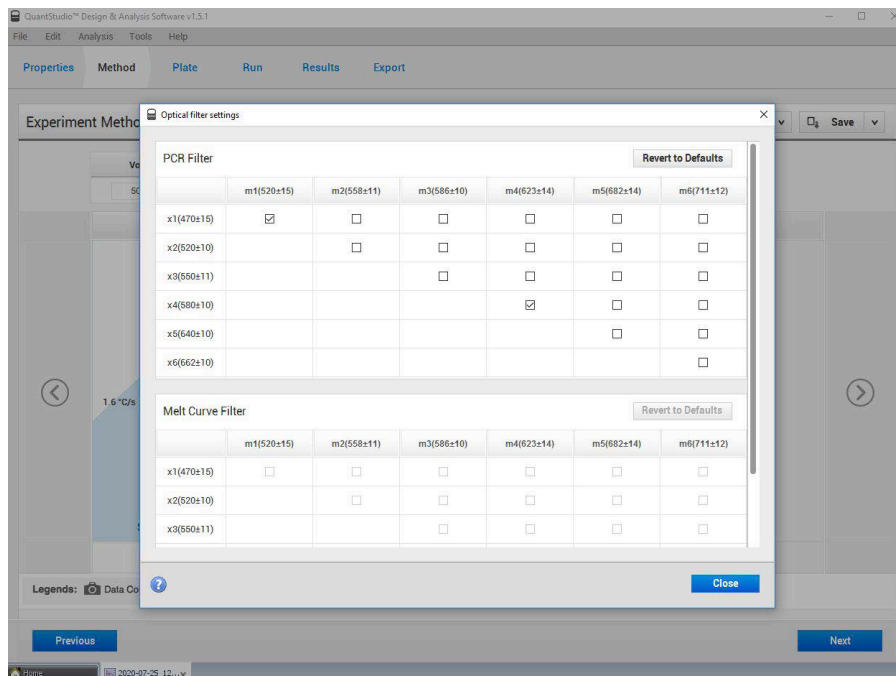 QuantStudio™ Design & Analysis Software v1.5.1
File Edit Analysis Tools Help
Properties Method Plate Run Results Export
Experiment Metho
Save
Optical filter settings
PCR Filter
Revert to Defaults
m1(520±15) m2(558±11) m3(586±10) m4(623±14) m5(682±14) m6(711±12)
x1(470±15)
x2(520±10)
x3(550±11)
x4(580±10)
x5(640±10)
x6(662±10)
Vo
50
1.6 °C/s
Melt Curve Filter
Revert to Defaults
m1(520±15) m2(558±11) m3(586±10) m4(623±14) m5(682±14) m6(711±12)
x1(470±15)
x2(520±10)
x3(550±11)
Legends: Data Co
Close
Previous
Next
Home
2020-07-25 12...